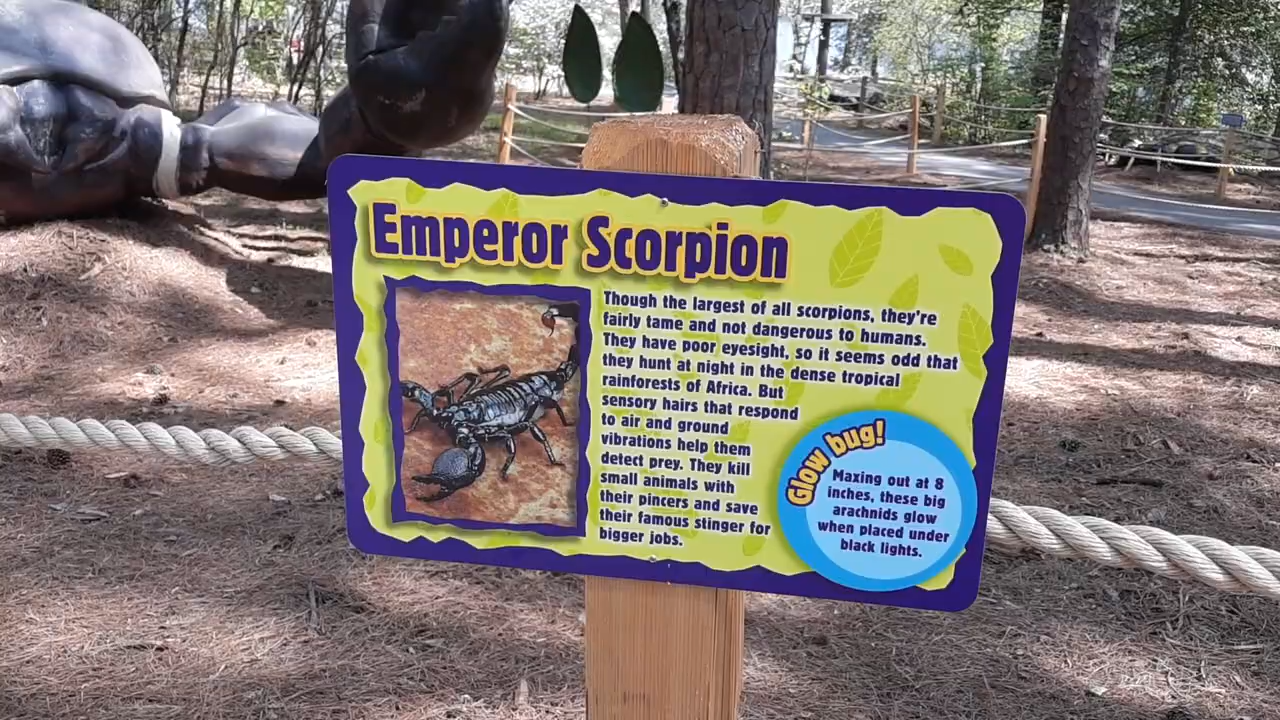 Emperor Scorpion
Though the largest of all scorpions, they're
fairly tame and not dangerous to humans.
They have poor eyesight, so it seems odd that
they hunt at night in the dense tropical
rainforests of Africa. But
sensory hairs that respond
to air and ground
vibrations help them
detect prey. They kill
small animals with
their pincers and save
their famous stinger for
bigger jobs.
Glow bug!
Maxing out at 8
inches, these big
arachnids glow
when placed under
black lights.